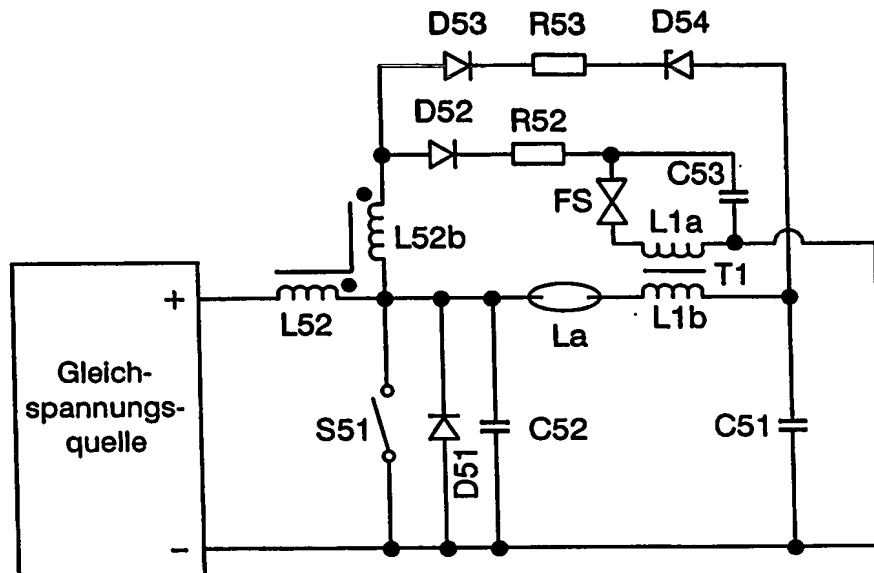 D53 R53 D54
D52 R52
C53
FS
L52b
L1a
T1
+
L52
La
L1b
Gleich-
spannungs-
quelle
S51
D51
C52
C51
-